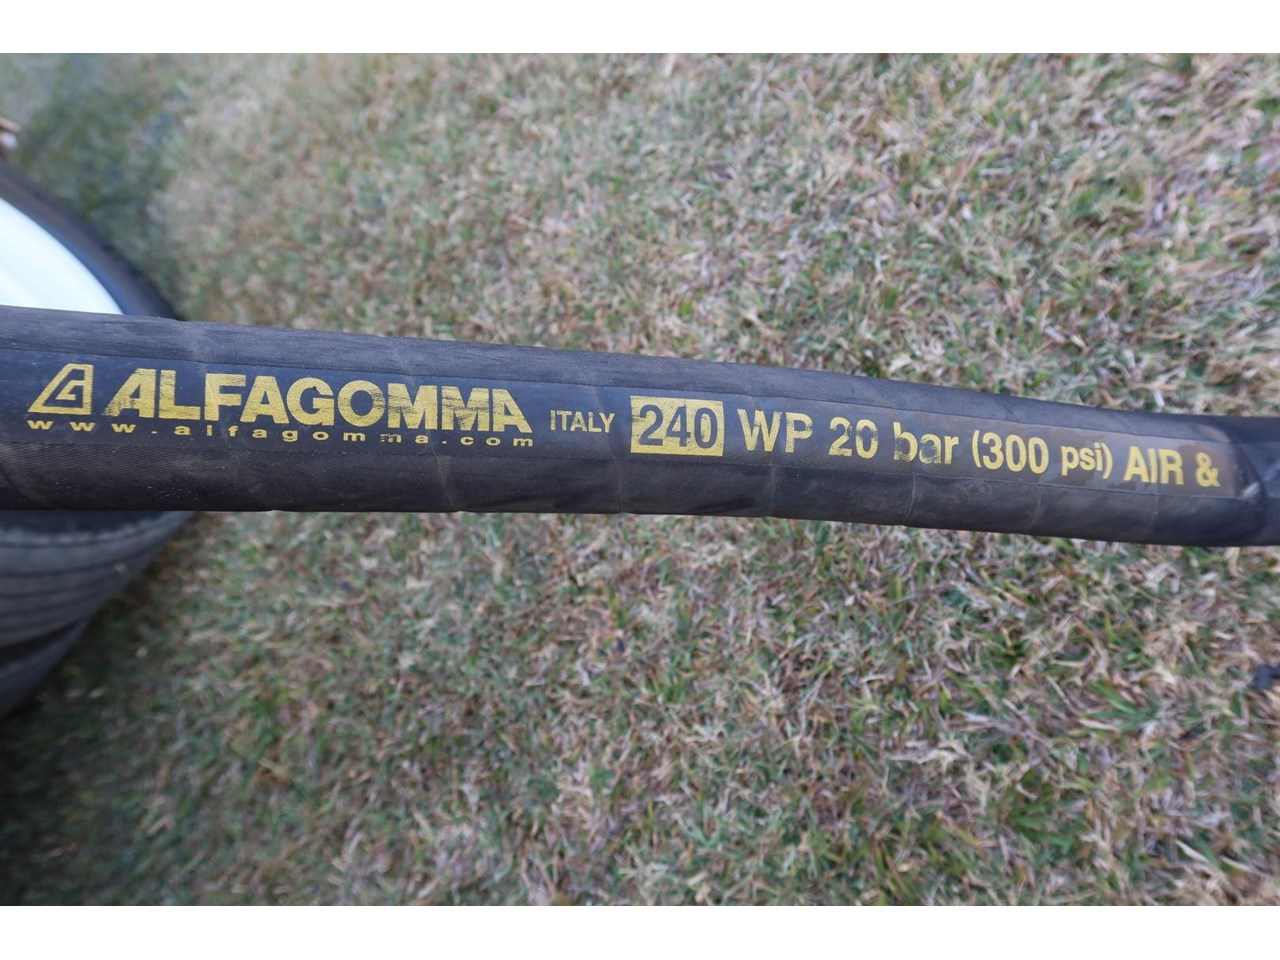 ALFAGOMMA ITALY 240 WP 20 bar (300 psi) AIR &
www.alfagomma.com